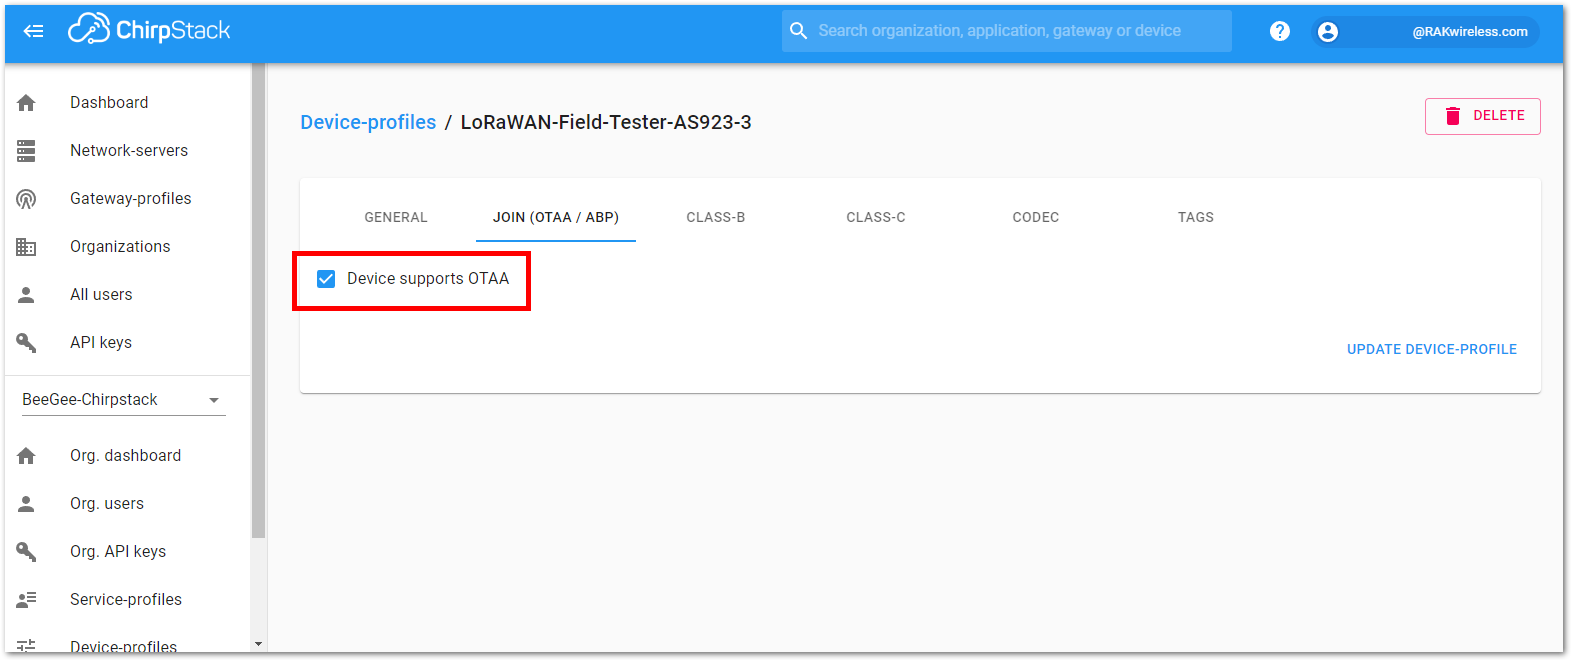 ChirpStack
Search organization, application, gateway or device
?
@RAKwireless.com
Dashboard
Network-servers
Gateway-profiles
Organizations
All users
API keys
BeeGee-Chirpstack
Org. dashboard
Org. users
Org. API keys
Service-profiles
Device-profiles
Device-profiles / LoRaWAN-Field-Tester-AS923-3
DELETE
GENERAL
JOIN (OTAA / ABP)
CLASS-B
CLASS-C
CODEC
TAGS
Device supports OTAA
UPDATE DEVICE-PROFILE